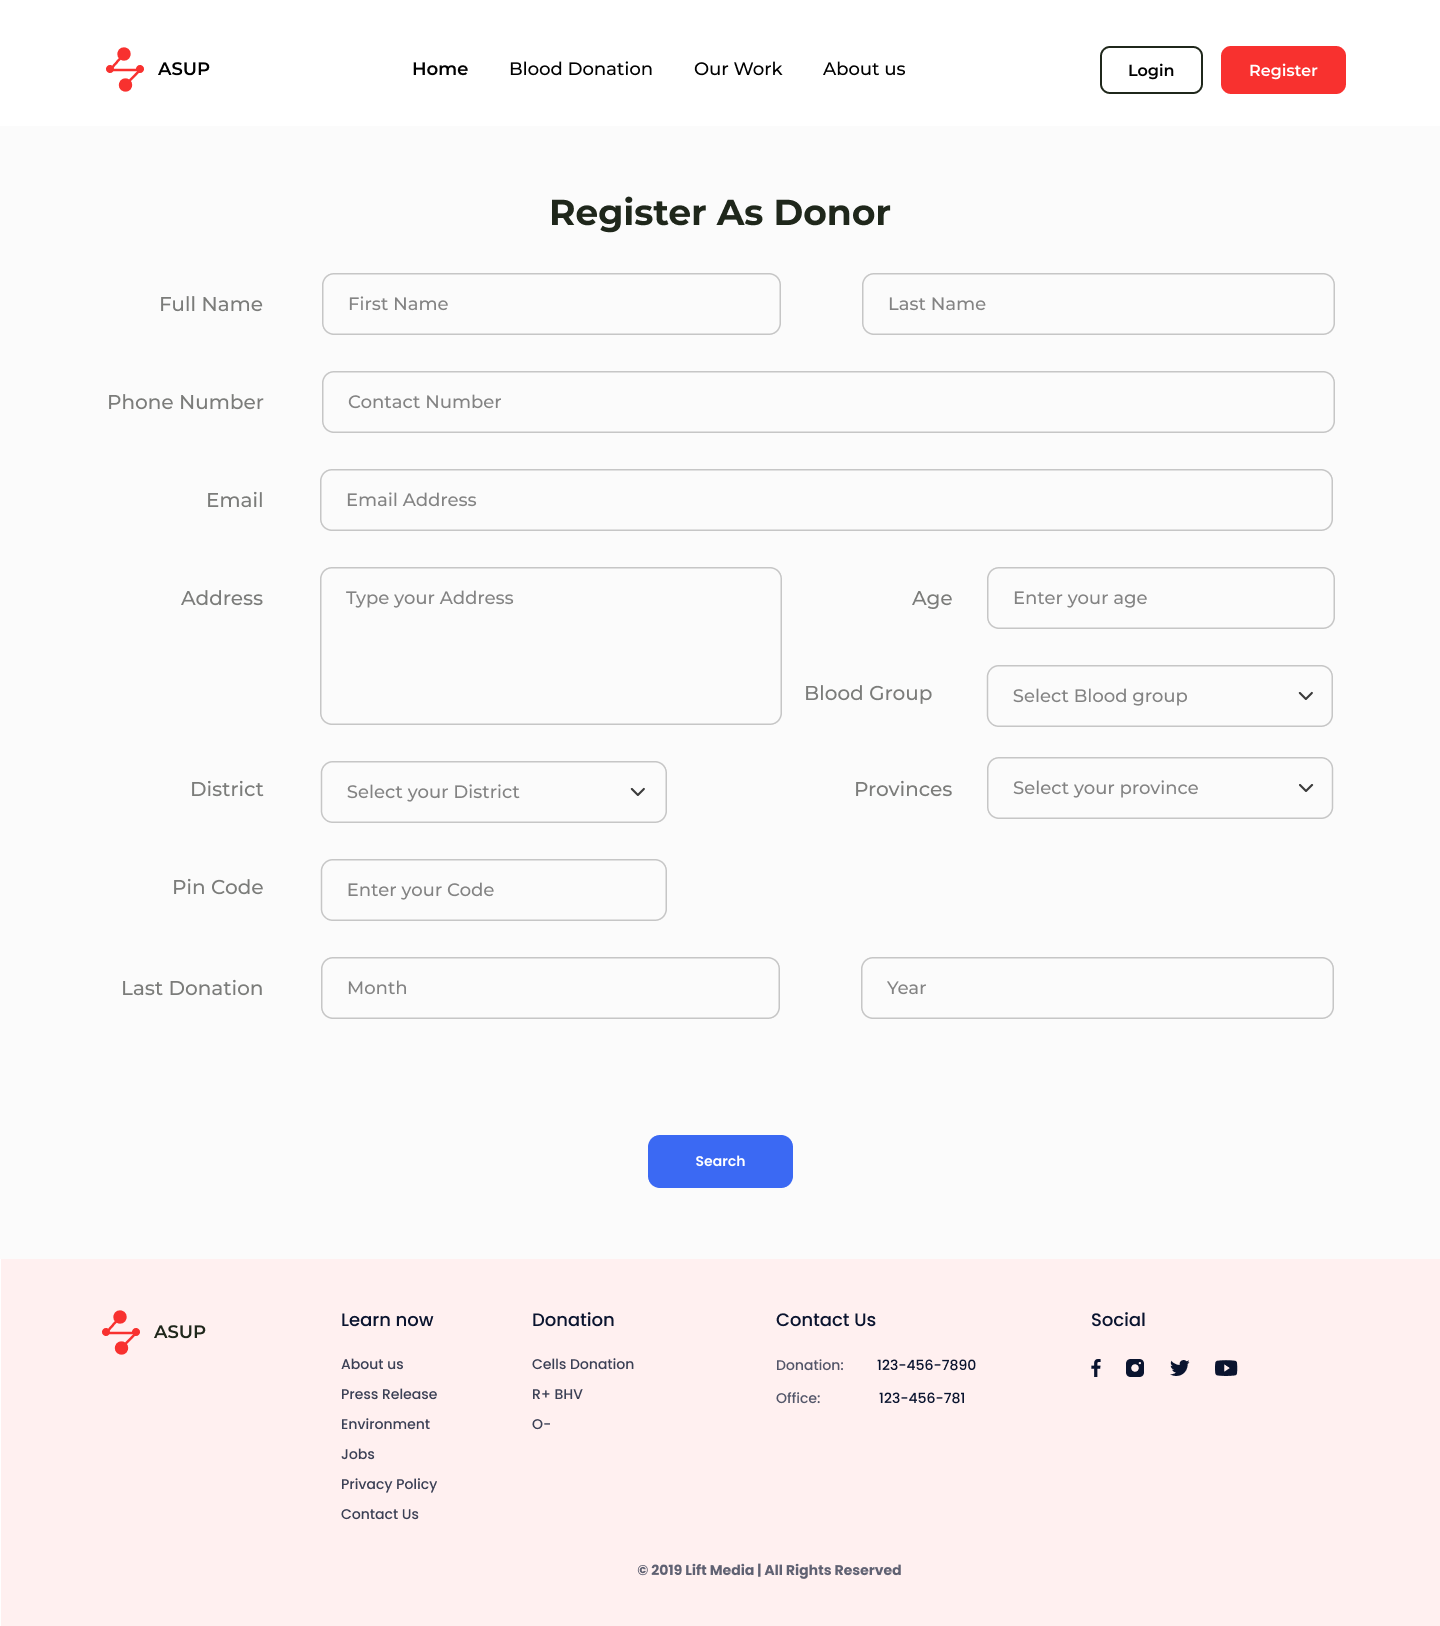 ASUP
Home Blood Donation Our Work About us
Login Register
Register As Donor
Full Name First Name Last Name
Phone Number Contact Number
Email Email Address
Address Type your Address Age Enter your age
Blood Group Select Blood group
District Select your District Provinces Select your province
Pin Code Enter your Code
Last Donation Month Year
Search
ASUP
Learn now
About us
Press Release
Environment
Jobs
Privacy Policy
Contact Us
Donation
Cells Donation
R+ BHV
O-
Contact Us
Donation: 123-456-7890
Office: 123-456-781
Social
© 2019 Lift Media | All Rights Reserved